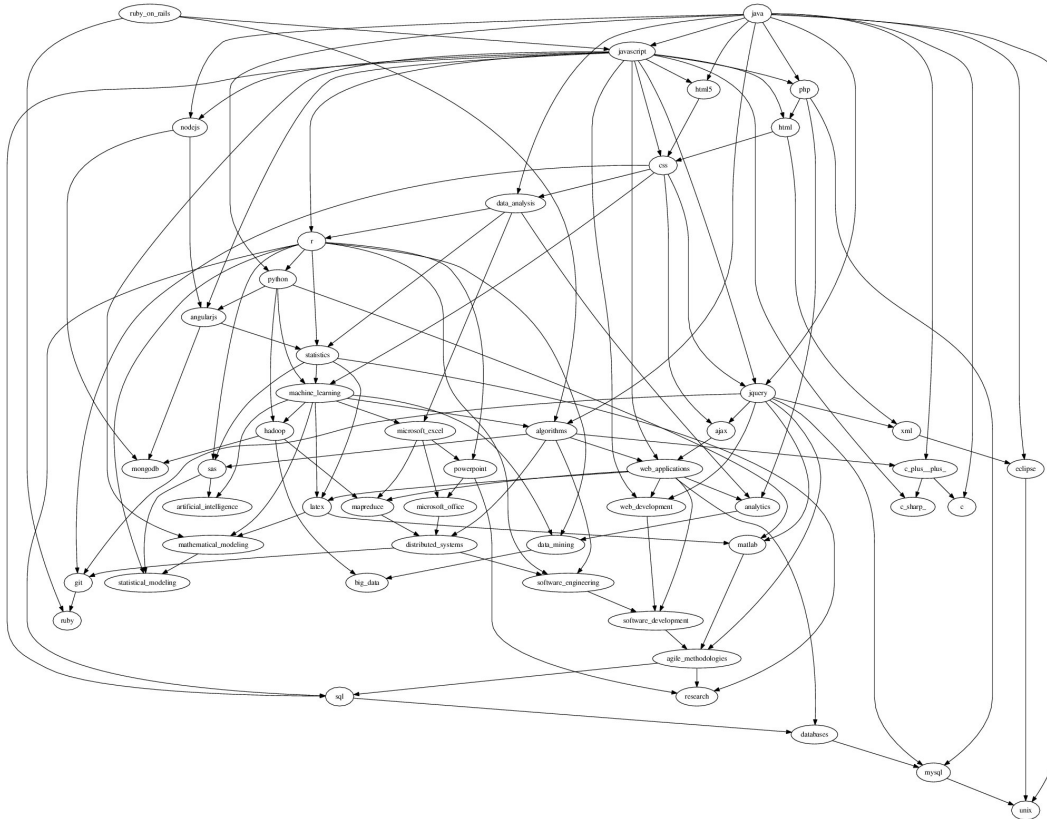 ruby_on_rails
java
javascript
html5
php
nodejs
html
css
data_analysis
r
python
angularjs
statistics
machine_learning
jquery
hadoop
microsoft_excel
algorithms
ajax
xml
mongodb
sas
powerpoint
web_applications
c_plus__plus_
eclipse
artificial_intelligence
latex
mapreduce
microsoft_office
web_development
analytics
c_sharp_
c
mathematical_modeling
distributed_systems
data_mining
matlab
git
statistical_modeling
big_data
software_engineering
ruby
software_development
agile_methodologies
sql
research
databases
mysql
unix